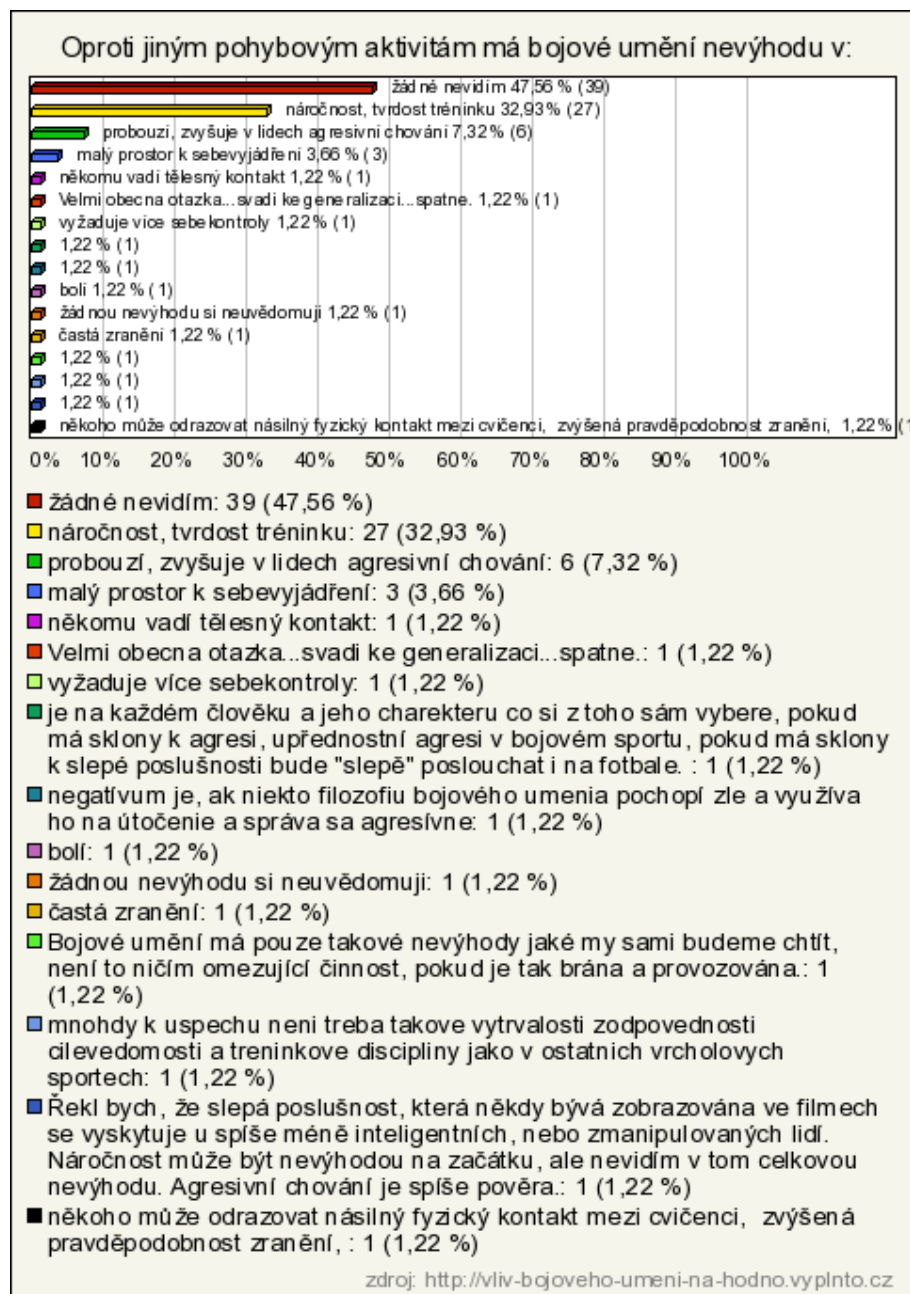 Oproti jiným pohybovým aktivitám má bojové umění nevýhodu v:
žádné nevidím 47,56 % (39)
náročnost, tvrdost tréninku 32,93% (27)
probouzí, zvyšuje v lidech agresivní chování 7,32 % (6)
malý prostor k sebevyjádření 3,66 % (3)
někomu vadí tělesný kontakt 1,22 % (1)
Velmi obecna otazka...svadi ke generalizaci...spatne. 1,22 % (1)
vyžaduje více sebekontroly 1,22 % (1)
1,22 % (1)
1,22 % (1)
bolí 1,22 % (1)
žádnou nevýhodu si neuvědomuji 1,22 % (1)
častá zranění 1,22 % (1)
1,22 % (1)
1,22 % (1)
1,22 % (1)
někoho může odrazovat násilný fyzický kontakt mezi cvičenci, zvýšená pravděpodobnost zranění, 1,22% (1
0% 10% 20% 30% 40% 50% 60% 70% 80% 90% 100%
žádné nevidím: 39 (47,56 %)
náročnost, tvrdost tréninku: 27 (32,93 %)
probouzí, zvyšuje v lidech agresivní chování: 6 (7,32 %)
malý prostor k sebevyjádření: 3 (3,66 %)
někomu vadí tělesný kontakt: 1 (1,22 %)
Velmi obecna otazka...svadi ke generalizaci...spatne.: 1 (1,22 %)
vyžaduje více sebekontroly: 1 (1,22 %)
je na každém člověku a jeho charekteru co si z toho sám vybere, pokud
má sklony k agresi, upřednostní agresi v bojovém sportu, pokud má sklony
k slepé poslušnosti bude "slepě" poslouchat i na fotbale. : 1 (1,22 %)
negatívum je, ak niekto filozofiu bojového umenia pochopí zle a využíva
ho na útočenie a správa sa agresívne: 1 (1,22 %)
bolí: 1 (1,22 %)
žádnou nevýhodu si neuvědomuji: 1 (1,22 %)
častá zranění: 1 (1,22 %)
Bojové umění má pouze takové nevýhody jaké my sami budeme chtít,
není to ničím omezující činnost, pokud je tak brána a provozována.: 1
(1,22 %)
mnohdy k uspechu neni treba takove vytrvalosti zodpovednosti
cilevedomosti a treninkove discipliny jako v ostatnich vrcholovych
sportech: 1 (1,22 %)
Řekl bych, že slepá poslušnost, která někdy bývá zobrazována ve filmech
se vyskytuje u spíše méně inteligentních, nebo zmanipulovaných lidí.
Náročnost může být nevýhodou na začátku, ale nevidím v tom celkovou
nevýhodu. Agresivní chování je spíše pověra.: 1 (1,22 %)
někoho může odrazovat násilný fyzický kontakt mezi cvičenci, zvýšená
pravděpodobnost zranění, : 1 (1,22 %)
zdroj: http://vliv-bojoveho-umeni-na-hodno.vyplnto.cz